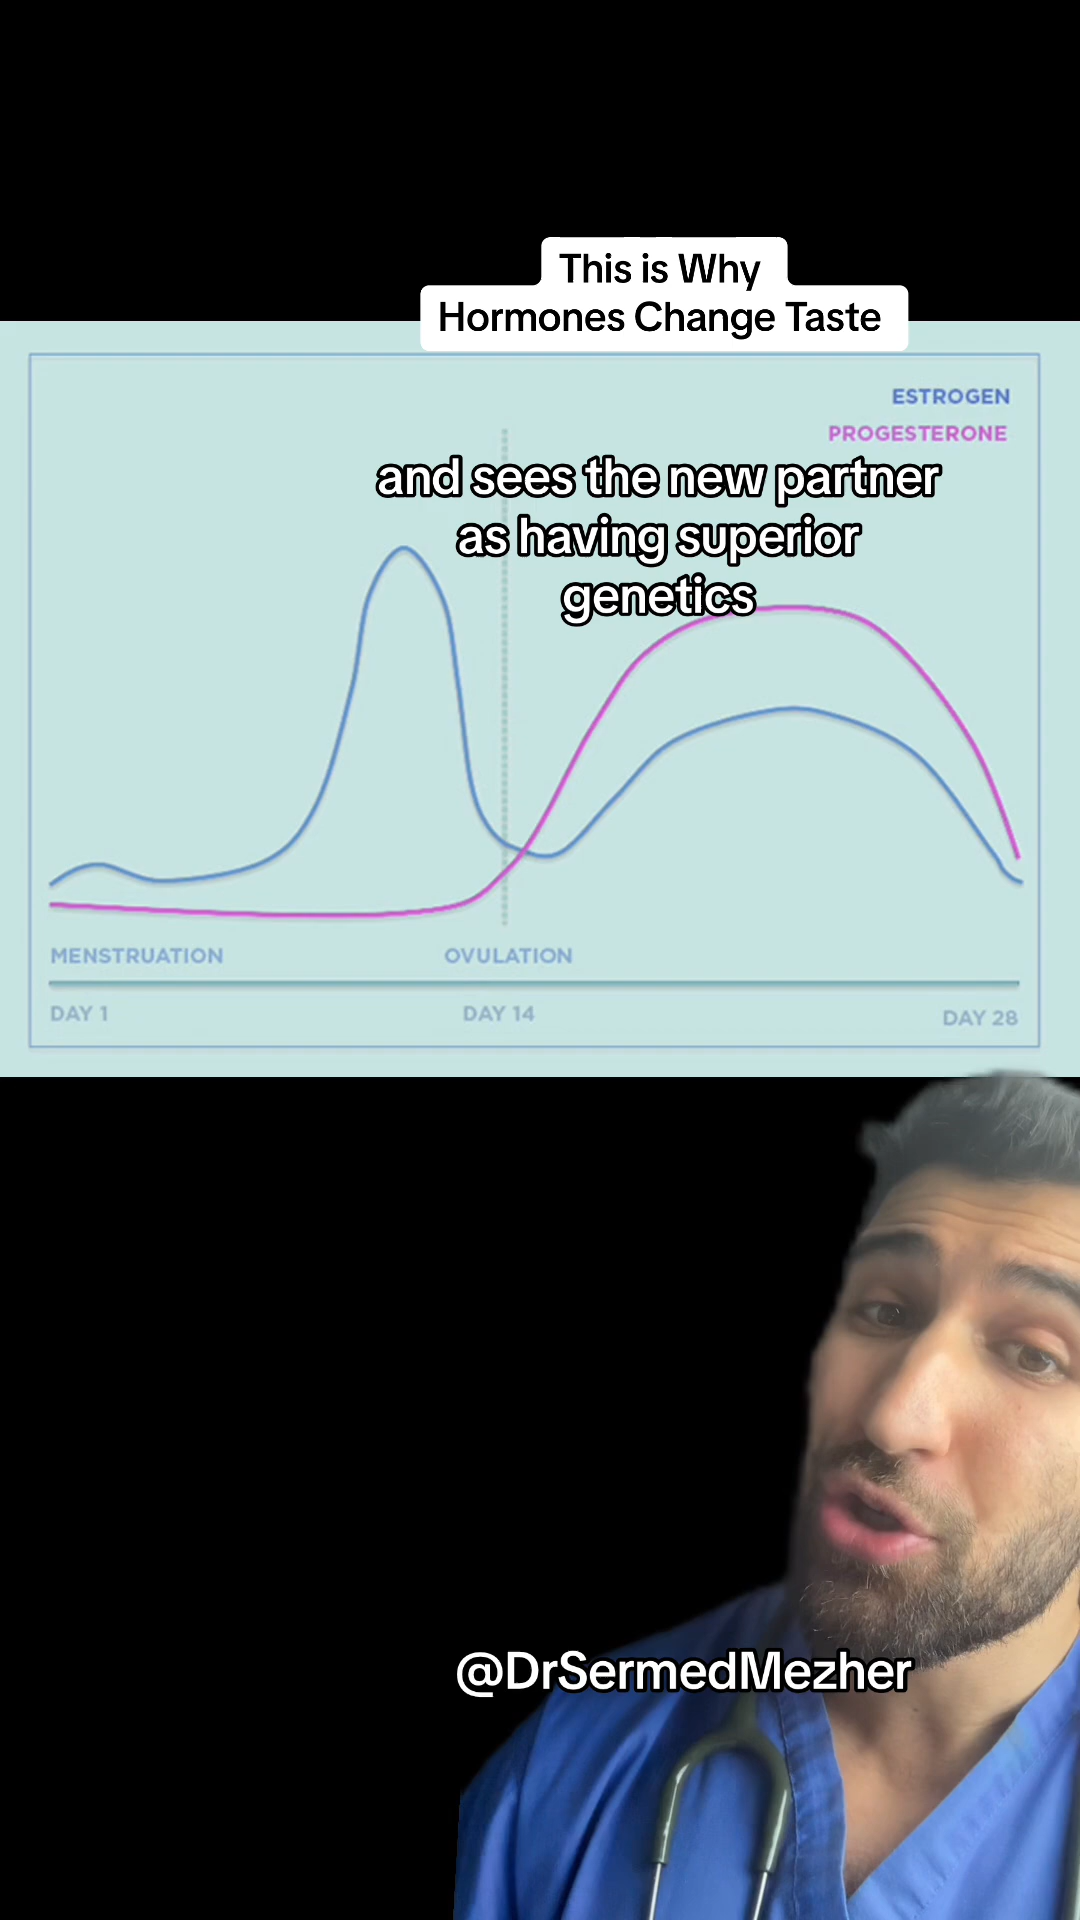 This is Why
Hormones Change Taste
ESTROGEN
PROGESTERONE
and sees the new partner
as having superior
genetics
MENSTRUATION
OVULATION
DAY 1
DAY 14
DAY 28
@DrSermedMezher